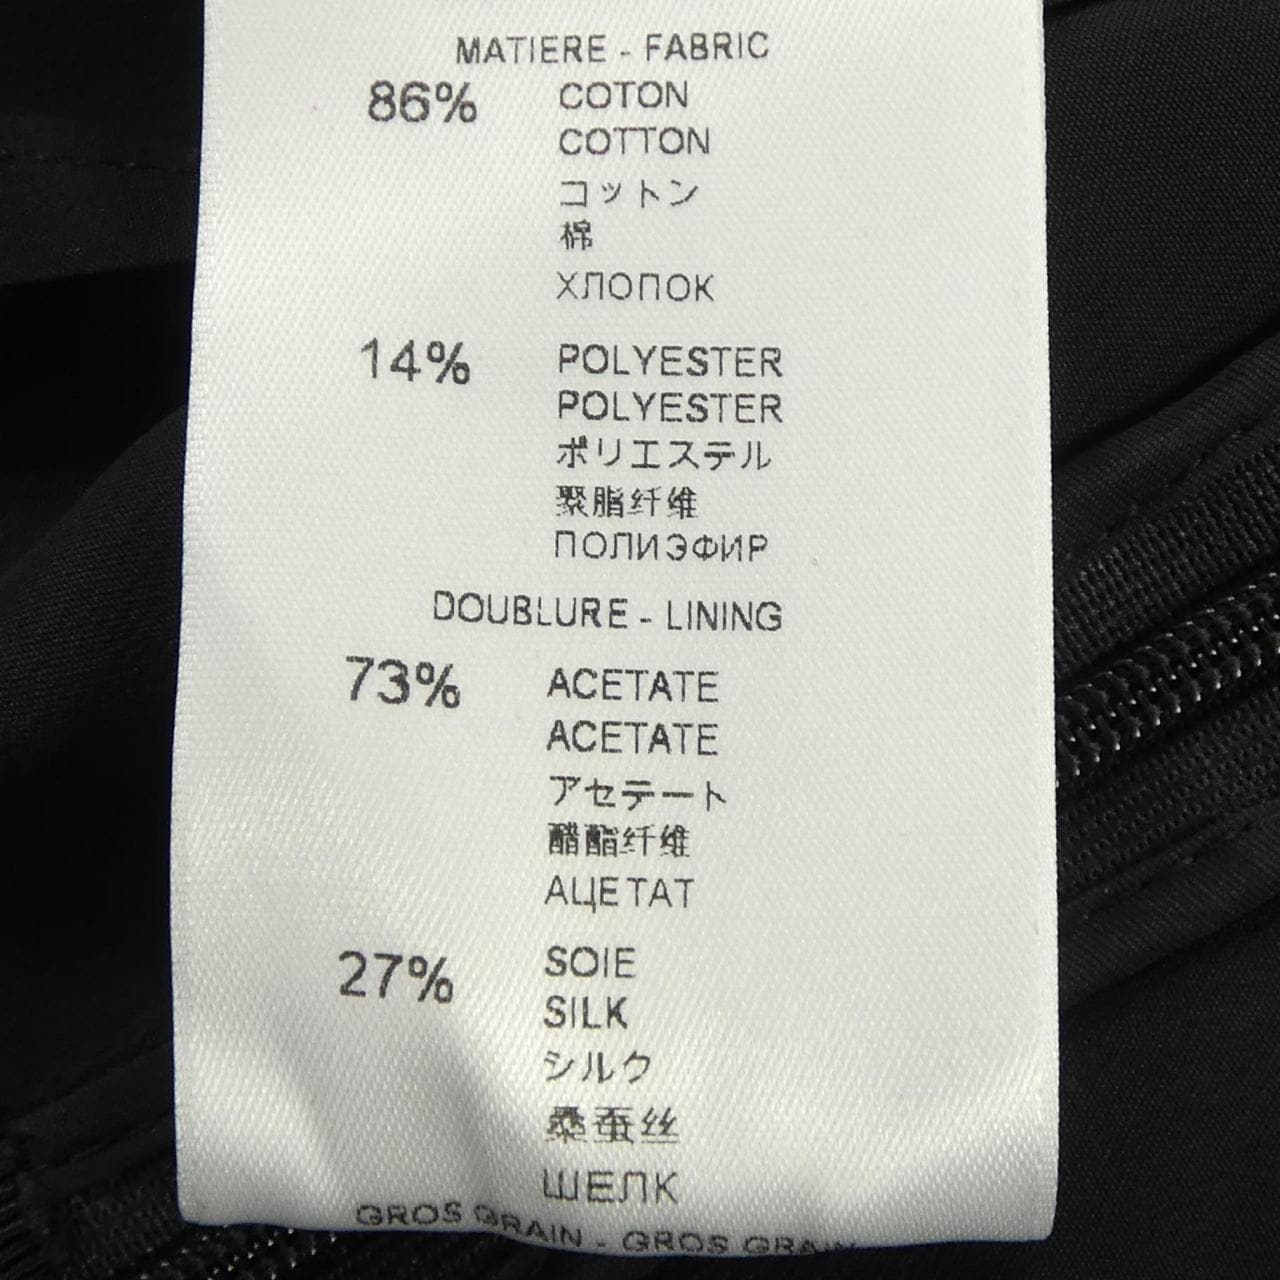 MATIERE - FABRIC
86% COTON
COTTON
コットン
棉
ХЛОПОК
14% POLYESTER
POLYESTER
ポリエステル
聚脂纤维
ПОЛИЭФИР
DOUBLURE - LINING
73% ACETATE
ACETATE
アセテート
醋酯纤维
АЦЕТАТ
27% SOIE
SILK
シルク
桑蚕丝
ШЕЛК
GROS GRAIN - GROS